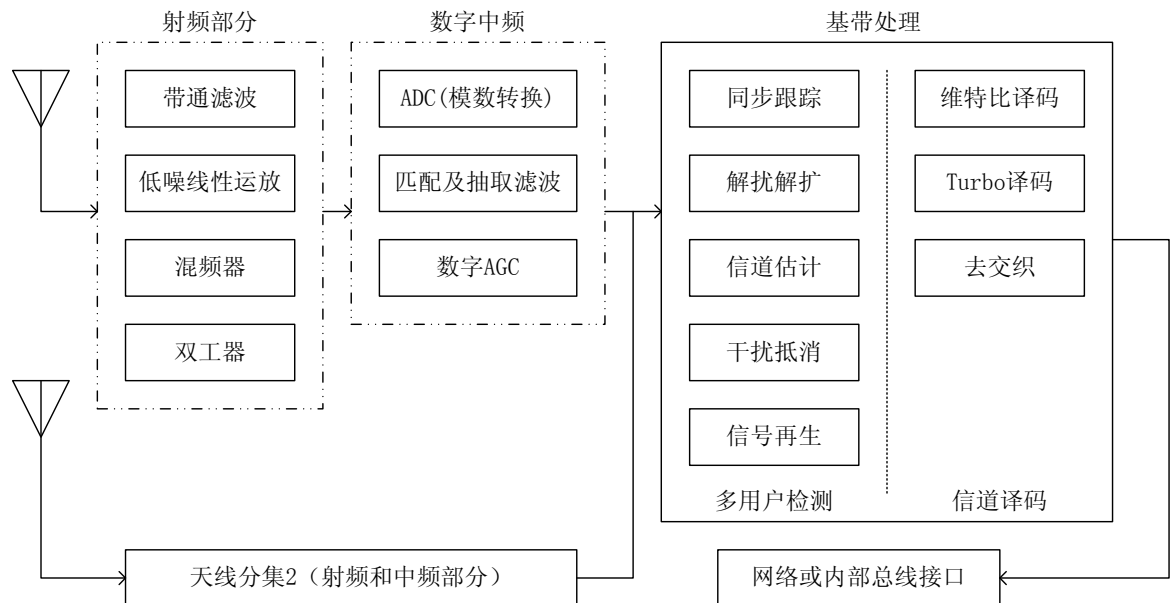 射频部分
数字中频
基带处理
带通滤波
低噪线性运放
混频器
双工器
ADC(模数转换)
匹配及抽取滤波
数字AGC
同步跟踪
解扰解扩
信道估计
干扰抵消
信号再生
多用户检测
维特比译码
Turbo译码
去交织
信道译码
天线分集2（射频和中频部分）
网络或内部总线接口